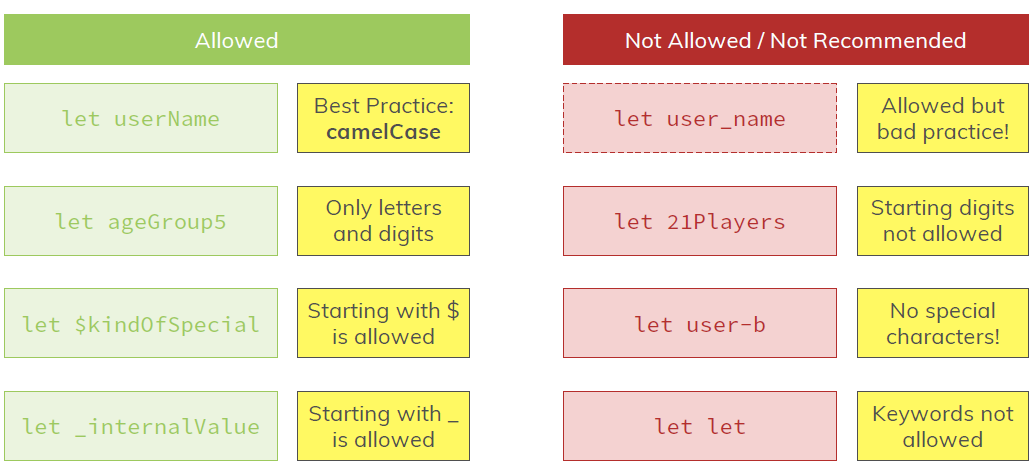 Allowed
Not Allowed / Not Recommended
let userName
Best Practice:
camelCase
let user_name
Allowed but
bad practice!
let ageGroup5
Only letters
and digits
let 21Players
Starting digits
not allowed
let $kindOfSpecial
Starting with $
is allowed
let user-b
No special
characters!
let _internalValue
Starting with _
is allowed
let let
Keywords not
allowed